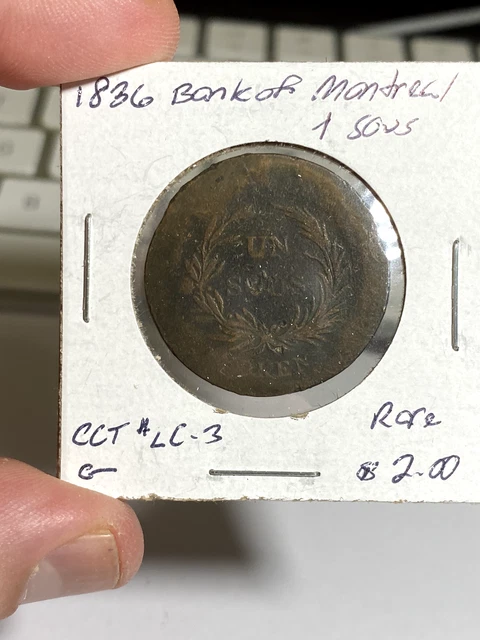 1836 Bank of Montreal
1 sous
UN
SOUS
CCT #LC-3
G
Rare
$ 2.00